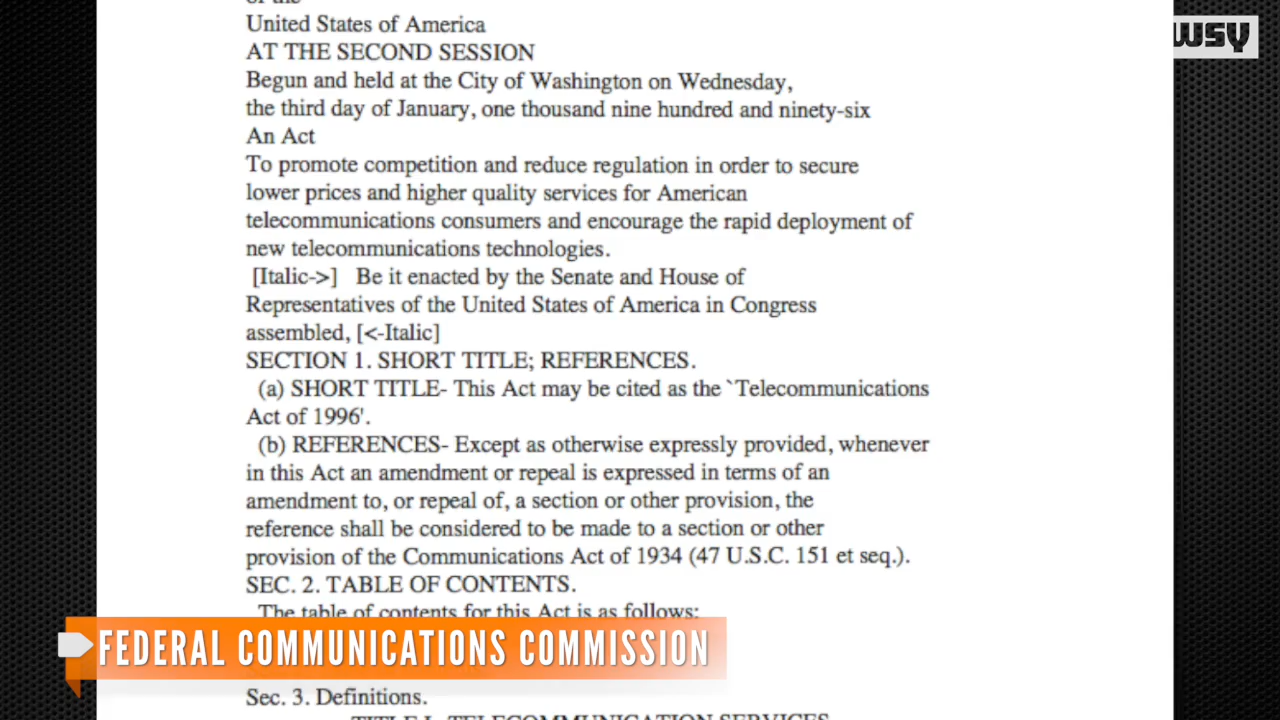 of the
United States of America
AT THE SECOND SESSION
Begun and held at the City of Washington on Wednesday,
the third day of January, one thousand nine hundred and ninety-six
An Act
To promote competition and reduce regulation in order to secure
lower prices and higher quality services for American
telecommunications consumers and encourage the rapid deployment of
new telecommunications technologies.
[Italic->] Be it enacted by the Senate and House of
Representatives of the United States of America in Congress
assembled, [<-Italic]
SECTION 1. SHORT TITLE; REFERENCES.
(a) SHORT TITLE- This Act may be cited as the `Telecommunications
Act of 1996'.
(b) REFERENCES- Except as otherwise expressly provided, whenever
in this Act an amendment or repeal is expressed in terms of an
amendment to, or repeal of, a section or other provision, the
reference shall be considered to be made to a section or other
provision of the Communications Act of 1934 (47 U.S.C. 151 et seq.).
SEC. 2. TABLE OF CONTENTS.
The table of contents for this Act is as follows:
FEDERAL COMMUNICATIONS COMMISSION
Sec. 3. Definitions.
TITLE I--TELECOMMUNICATION SERVICES